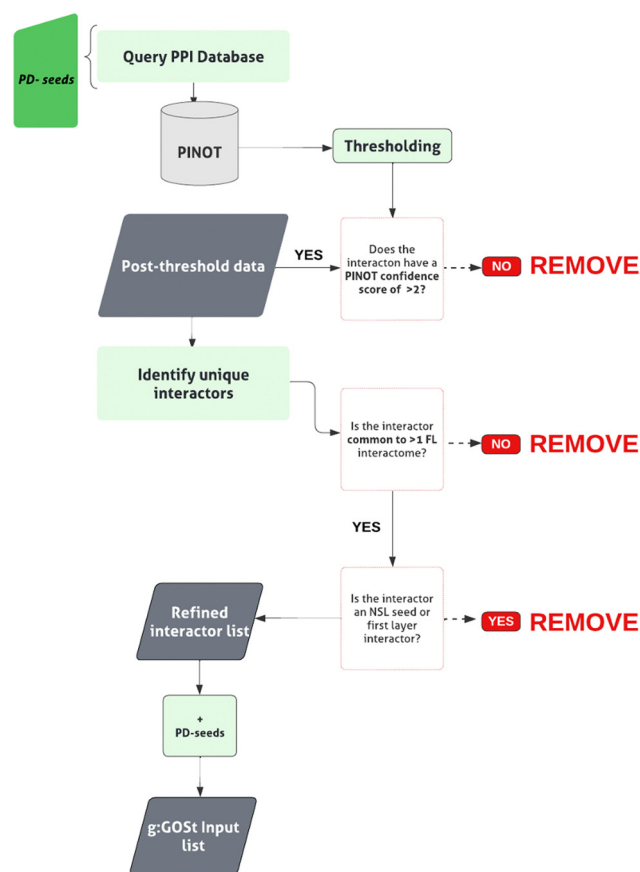 PD- seeds
Query PPI Database
PINOT
Thresholding
Post-threshold data
YES
Does the
interacton have a
PINOT confidence
score of >2?
NO
REMOVE
Identify unique
interactors
Is the interactor
common to >1 FL
interactome?
NO
REMOVE
YES
Is the interactor
an NSL seed or
first layer
interactor?
YES
REMOVE
Refined
interactor list
+
PD-seeds
g:GOSt Input
list